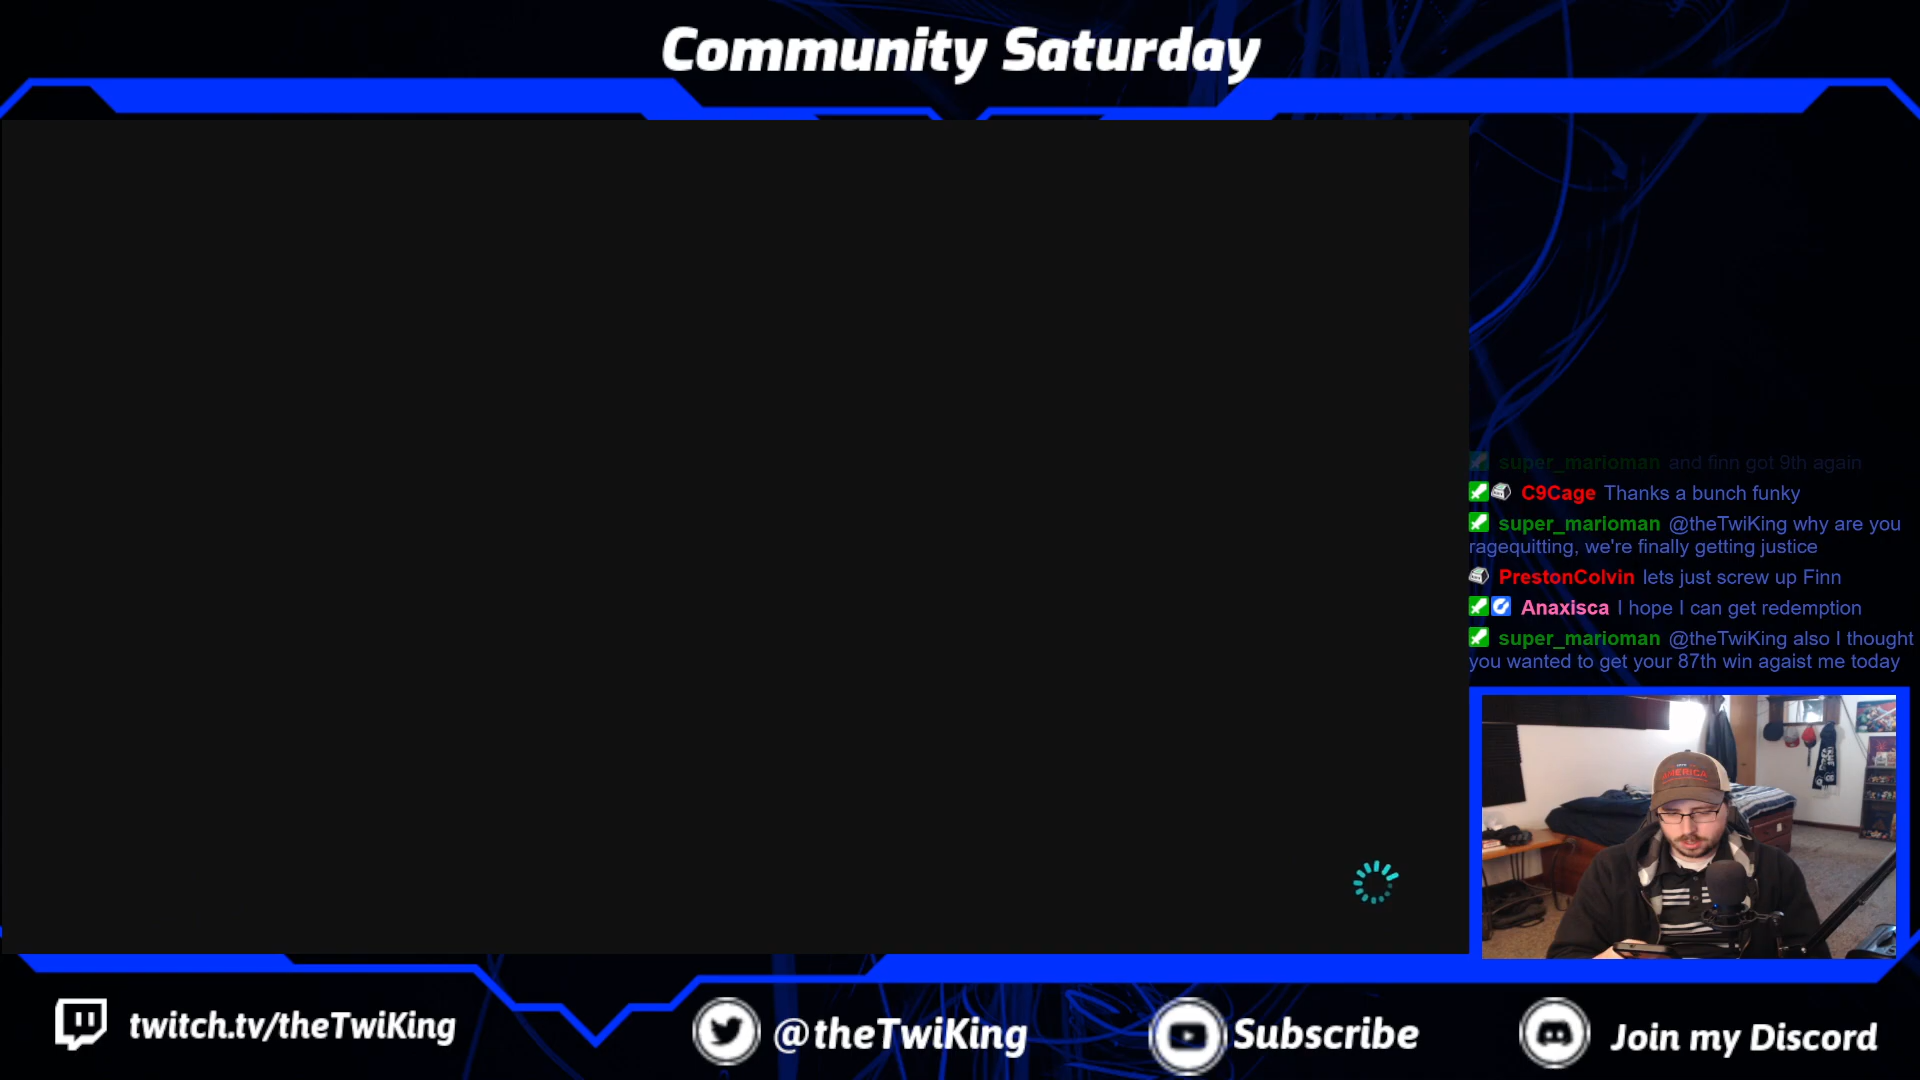 Community Saturday
super_marioman and finn got 9th again
C9Cage Thanks a bunch funky
super_marioman @theTwiKing why are you
ragequitting, we're finally getting justice
PrestonColvin lets just screw up Finn
Anaxisca I hope I can get redemption
super_marioman @theTwiKing also I thought
you wanted to get your 87th win agaist me today
AMERICA
twitch.tv/theTwiKing
@theTwiKing
Subscribe
Join my Discord